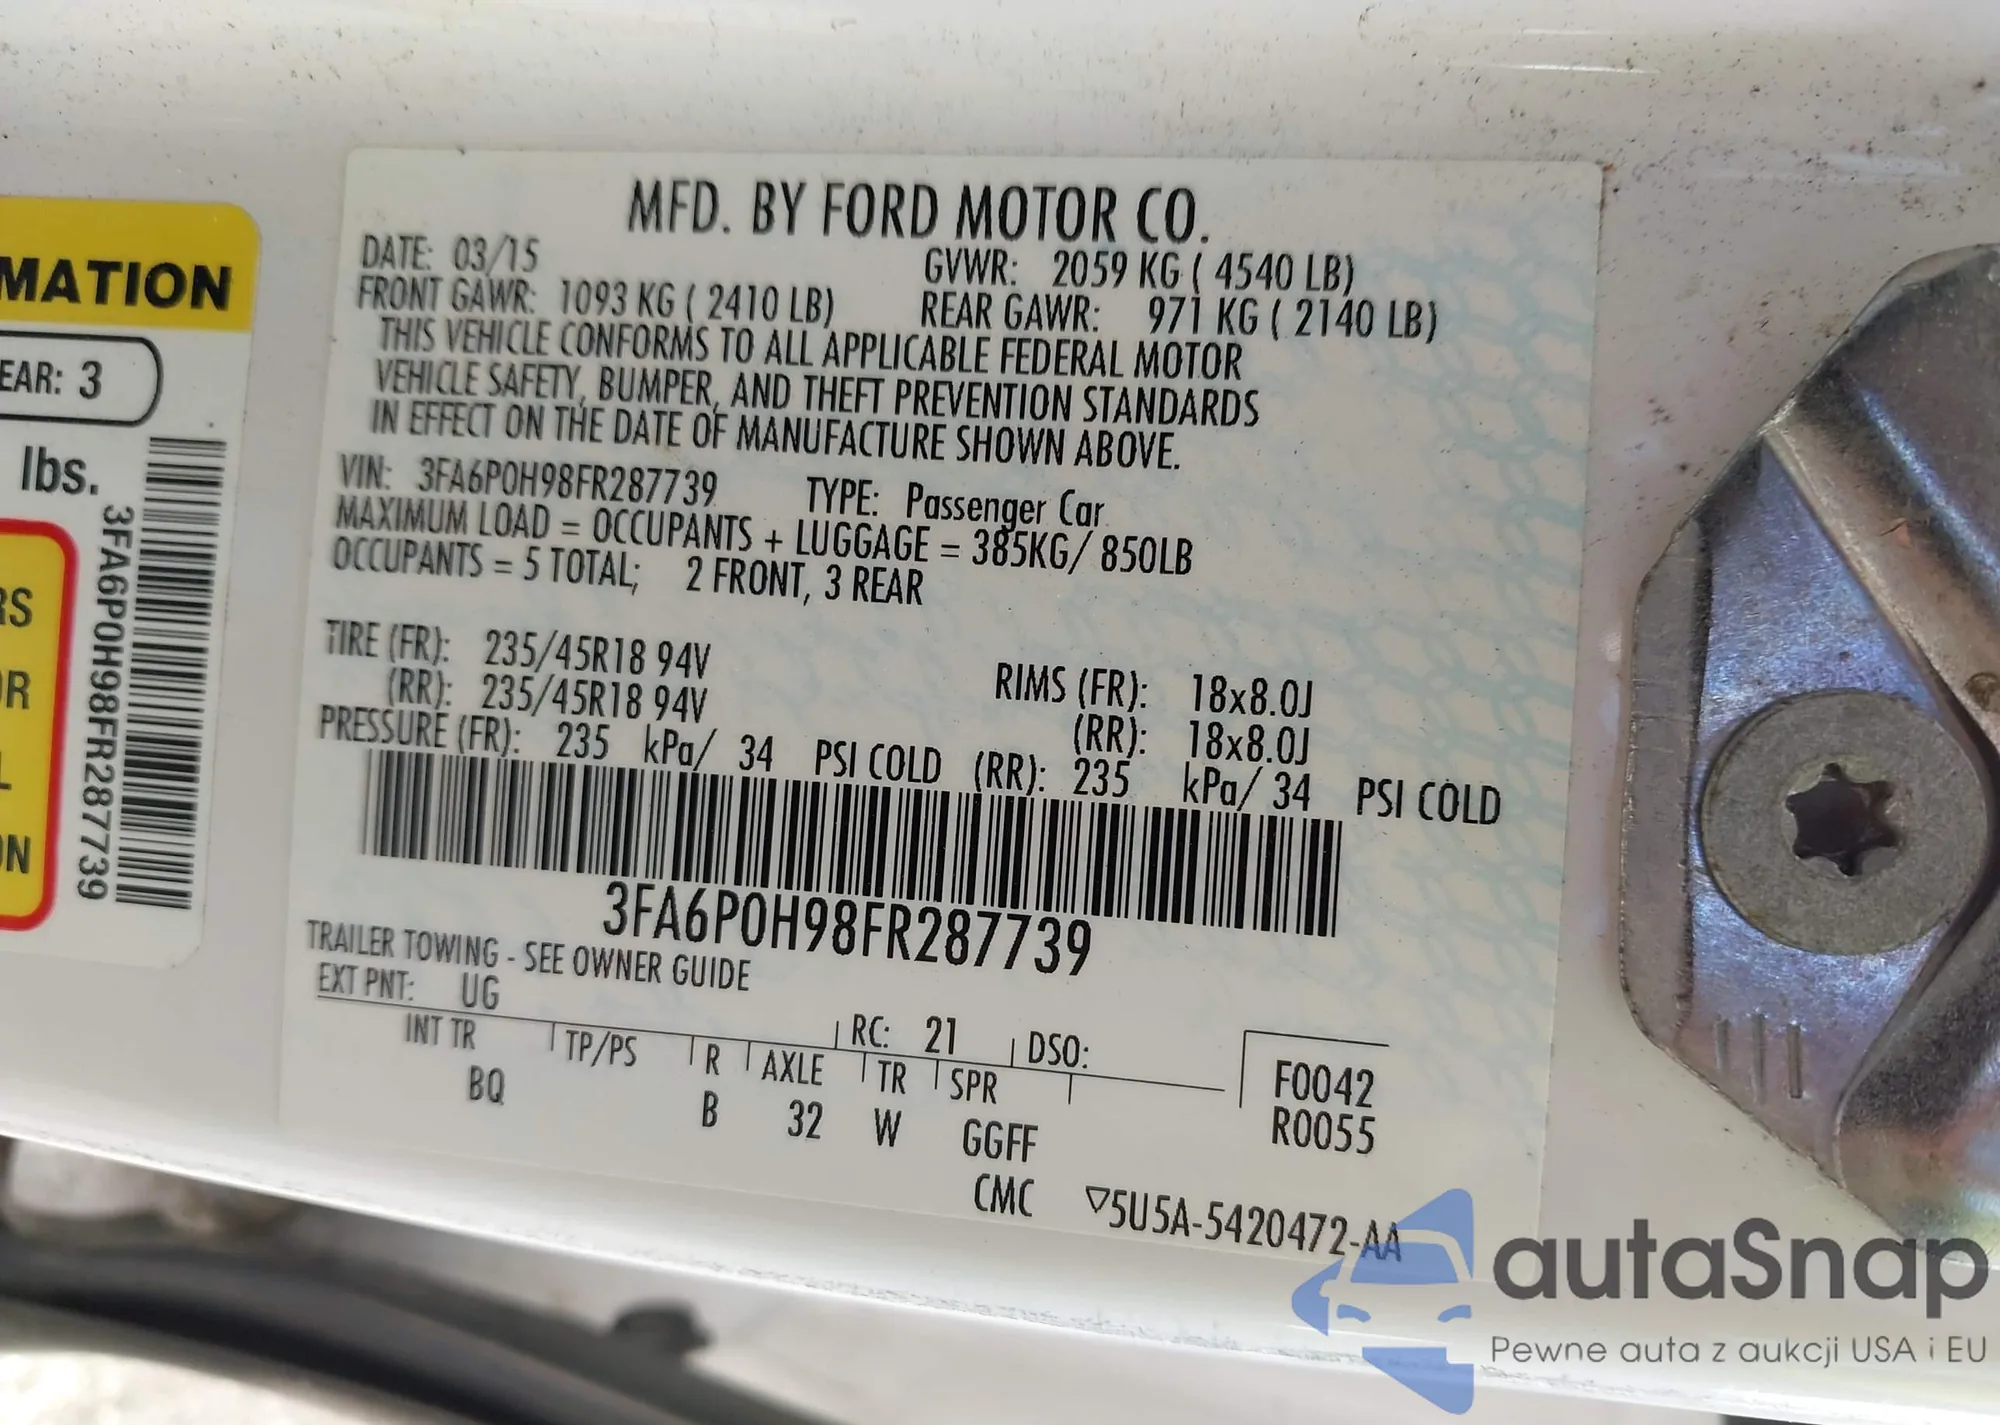 MATION
EAR: 3
lbs.
3FA6P0H98FR287739
RS
OR
L
ON
MFD. BY FORD MOTOR CO.
DATE: 03/15 GVWR: 2059 KG ( 4540 LB)
FRONT GAWR: 1093 KG ( 2410 LB) REAR GAWR: 971 KG ( 2140 LB)
THIS VEHICLE CONFORMS TO ALL APPLICABLE FEDERAL MOTOR
VEHICLE SAFETY, BUMPER, AND THEFT PREVENTION STANDARDS
IN EFFECT ON THE DATE OF MANUFACTURE SHOWN ABOVE.
VIN: 3FA6P0H98FR287739 TYPE: Passenger Car
MAXIMUM LOAD = OCCUPANTS + LUGGAGE = 385KG/ 850LB
OCCUPANTS = 5 TOTAL; 2 FRONT, 3 REAR
TIRE (FR): 235/45R18 94V RIMS (FR): 18x8.0J
(RR): 235/45R18 94V (RR): 18x8.0J
PRESSURE (FR): 235 kPa/ 34 PSI COLD (RR): 235 kPa/ 34 PSI COLD
3FA6P0H98FR287739
TRAILER TOWING - SEE OWNER GUIDE
EXT PNT: UG RC: 21 DSO:
INT TR TP/PS R AXLE TR SPR F0042
BQ B 32 W GGFF R0055
CMC ▽5U5A-5420472-AA
autaSnap
Pewne auta z aukcji USA i EU